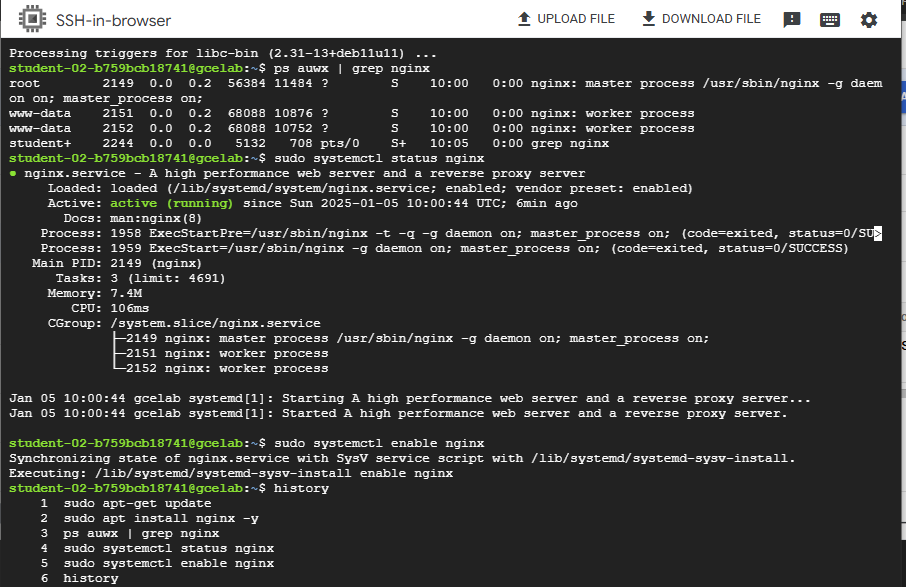 SSH-in-browser
UPLOAD FILE
DOWNLOAD FILE
Processing triggers for libc-bin (2.31-13+deb11u11) ...
student-02-b759bcb18741@gcelab:~$ ps auwx | grep nginx
root        2149  0.0  0.2  56384 11484 ?        S    10:00   0:00 nginx: master process /usr/sbin/nginx -g daem
on on; master_process on;
www-data    2151  0.0  0.2  68088 10876 ?        S    10:00   0:00 nginx: worker process
www-data    2152  0.0  0.2  68088 10752 ?        S    10:00   0:00 nginx: worker process
student+    2244  0.0  0.0   5132   708 pts/0    S+   10:05   0:00 grep nginx
student-02-b759bcb18741@gcelab:~$ sudo systemctl status nginx
● nginx.service - A high performance web server and a reverse proxy server
     Loaded: loaded (/lib/systemd/system/nginx.service; enabled; vendor preset: enabled)
     Active: active (running) since Sun 2025-01-05 10:00:44 UTC; 6min ago
       Docs: man:nginx(8)
    Process: 1958 ExecStartPre=/usr/sbin/nginx -t -q -g daemon on; master_process on; (code=exited, status=0/SU>
    Process: 1959 ExecStart=/usr/sbin/nginx -g daemon on; master_process on; (code=exited, status=0/SUCCESS)
   Main PID: 2149 (nginx)
      Tasks: 3 (limit: 4691)
     Memory: 7.4M
        CPU: 106ms
     CGroup: /system.slice/nginx.service
             ├─2149 nginx: master process /usr/sbin/nginx -g daemon on; master_process on;
             ├─2151 nginx: worker process
             └─2152 nginx: worker process
Jan 05 10:00:44 gcelab systemd[1]: Starting A high performance web server and a reverse proxy server...
Jan 05 10:00:44 gcelab systemd[1]: Started A high performance web server and a reverse proxy server.
student-02-b759bcb18741@gcelab:~$ sudo systemctl enable nginx
Synchronizing state of nginx.service with SysV service script with /lib/systemd/systemd-sysv-install.
Executing: /lib/systemd/systemd-sysv-install enable nginx
student-02-b759bcb18741@gcelab:~$ history
    1  sudo apt-get update
    2  sudo apt install nginx -y
    3  ps auwx | grep nginx
    4  sudo systemctl status nginx
    5  sudo systemctl enable nginx
    6  history